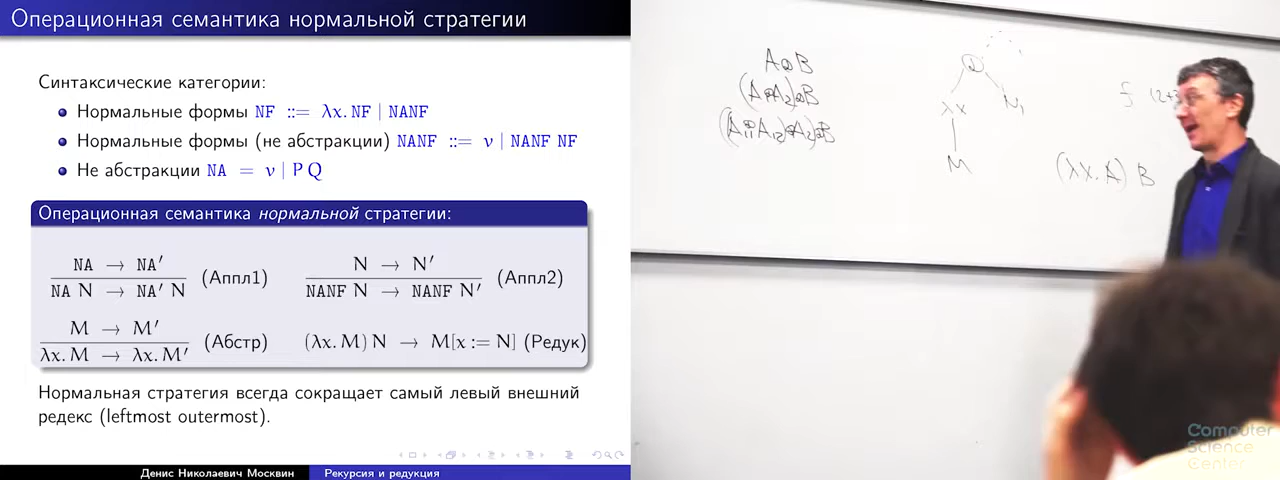 Операционная семантика нормальной стратегии
Синтаксические категории:
Нормальные формы NF ::= λx. NF | NANF
Нормальные формы (не абстракции) NANF ::= v | NANF NF
Не абстракции NA = v | P Q
Операционная семантика нормальной стратегии:
NA → NA′
NA N → NA′ N
(Аппл1)
N → N′
NANF N → NANF N′
(Аппл2)
M → M′
λx. M → λx. M′
(Абстр)
(λx. M) N → M[x := N] (Редук)
Нормальная стратегия всегда сокращает самый левый внешний
редекс (leftmost outermost).
Денис Николаевич Москвин
Рекурсия и редукция
A@B
(A@A₂)@B
λx
N
M
(λx. A) B
Computer
Science
Center